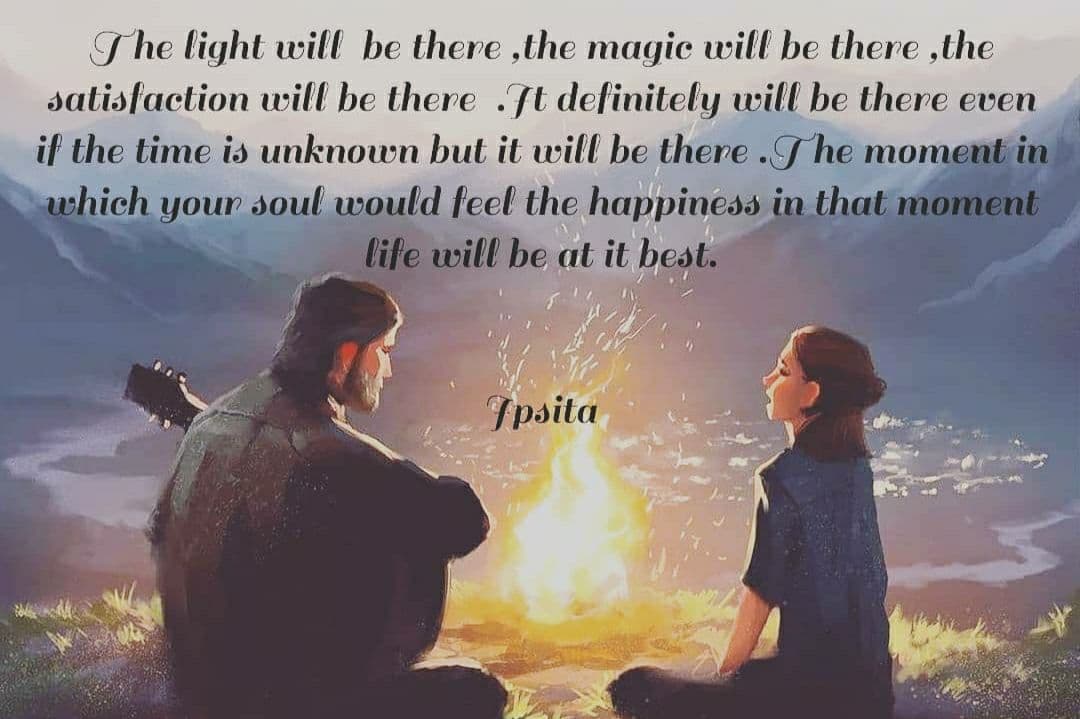 The light will be there ,the magic will be there ,the
satisfaction will be there .It definitely will be there even
if the time is unknown but it will be there .The moment in
which your soul would feel the happiness in that moment
life will be at it best.
Ipsita